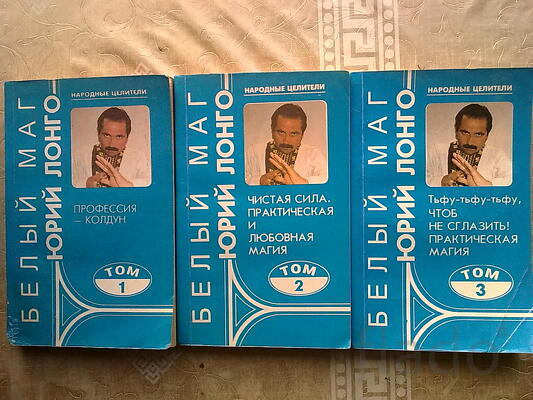 БЕЛЫЙ МАГ
ЮРИЙ ЛОНГО
НАРОДНЫЕ ЦЕЛИТЕЛИ
ПРОФЕССИЯ
– КОЛДУН
ТОМ
1
БЕЛЫЙ МАГ
ЮРИЙ ЛОНГО
НАРОДНЫЕ ЦЕЛИТЕЛИ
ЧИСТАЯ СИЛА.
ПРАКТИЧЕСКАЯ
И
ЛЮБОВНАЯ
МАГИЯ
ТОМ
2
БЕЛЫЙ МАГ
ЮРИЙ ЛОНГО
НАРОДНЫЕ ЦЕЛИТЕЛИ
Тьфу-тьфу-тьфу,
ЧТОБ
НЕ СГЛАЗИТЬ!
ПРАКТИЧЕСКАЯ
МАГИЯ
ТОМ
3